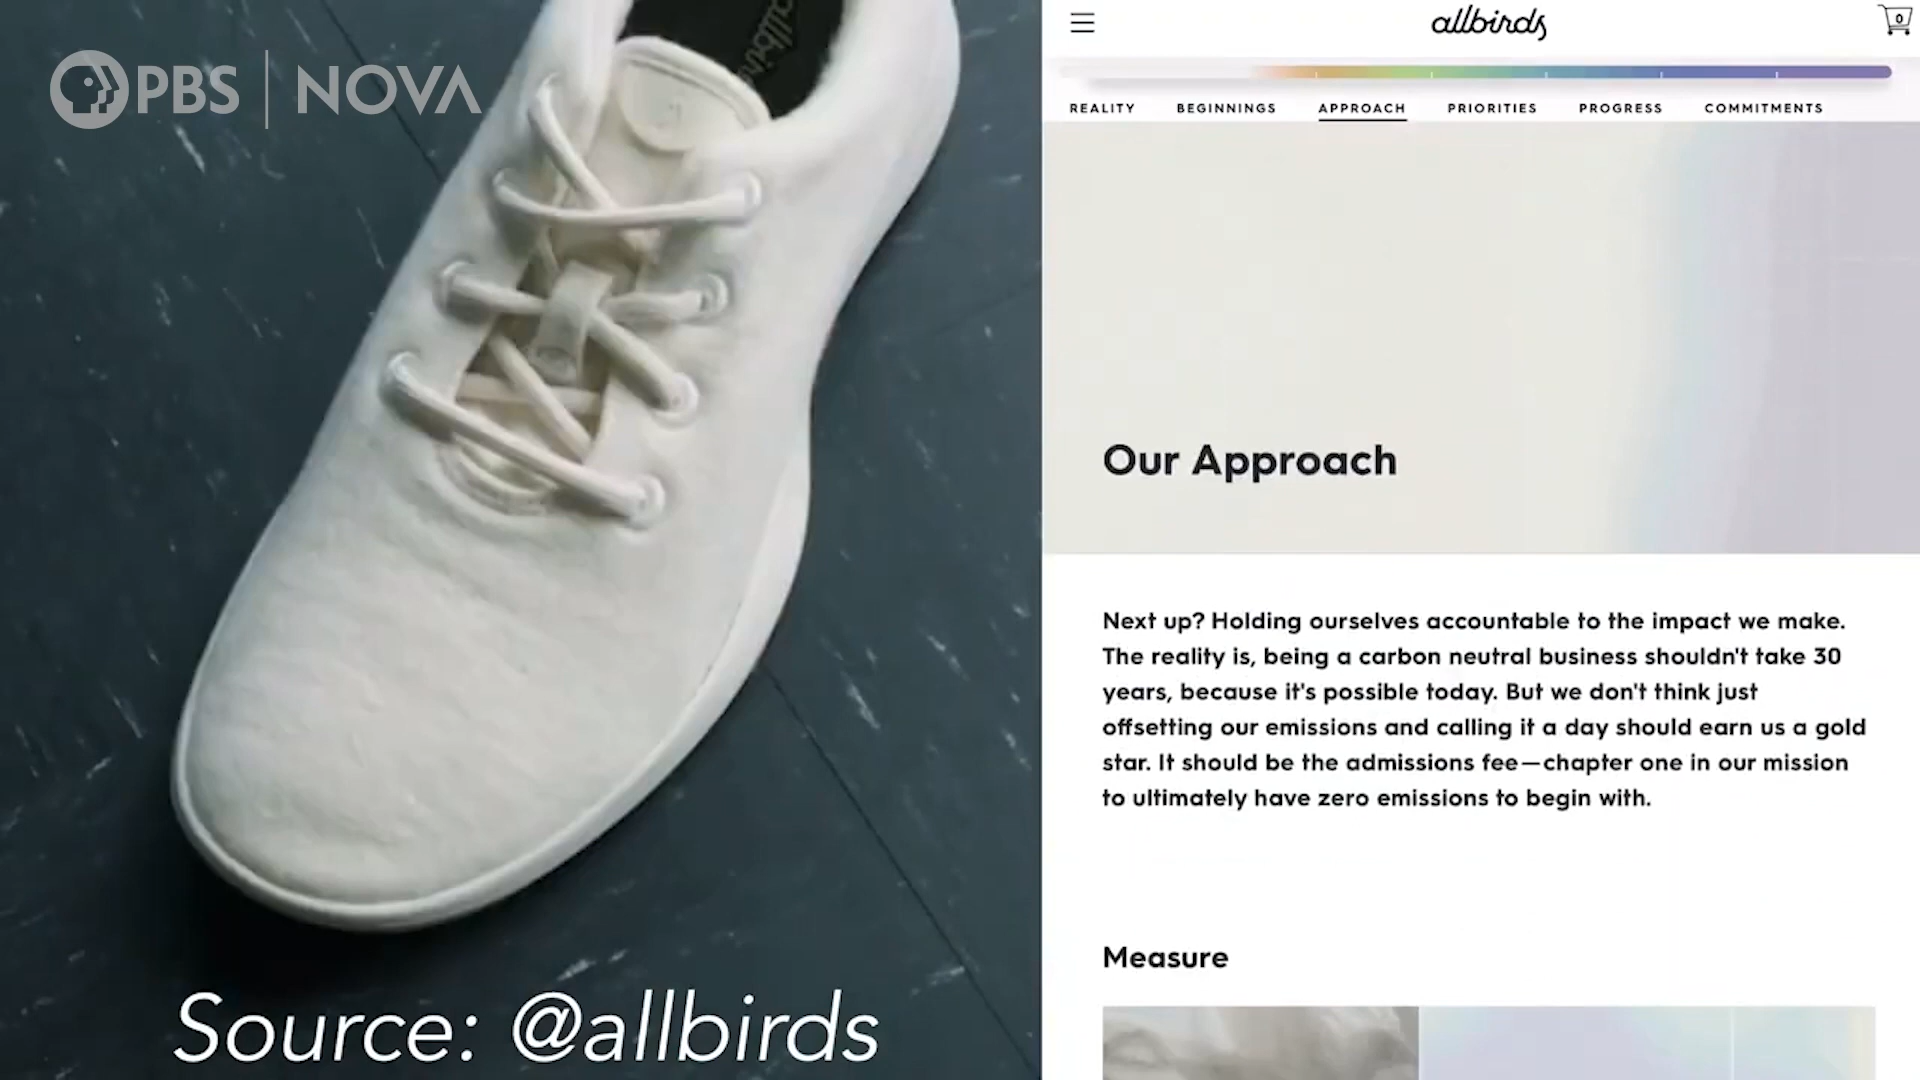 PBS | NOVA
allbirds
Source: @allbirds
allbirds
0
REALITY BEGINNINGS APPROACH PRIORITIES PROGRESS COMMITMENTS
Our Approach
Next up? Holding ourselves accountable to the impact we make.
The reality is, being a carbon neutral business shouldn't take 30
years, because it's possible today. But we don't think just
offsetting our emissions and calling it a day should earn us a gold
star. It should be the admissions fee—chapter one in our mission
to ultimately have zero emissions to begin with.
Measure